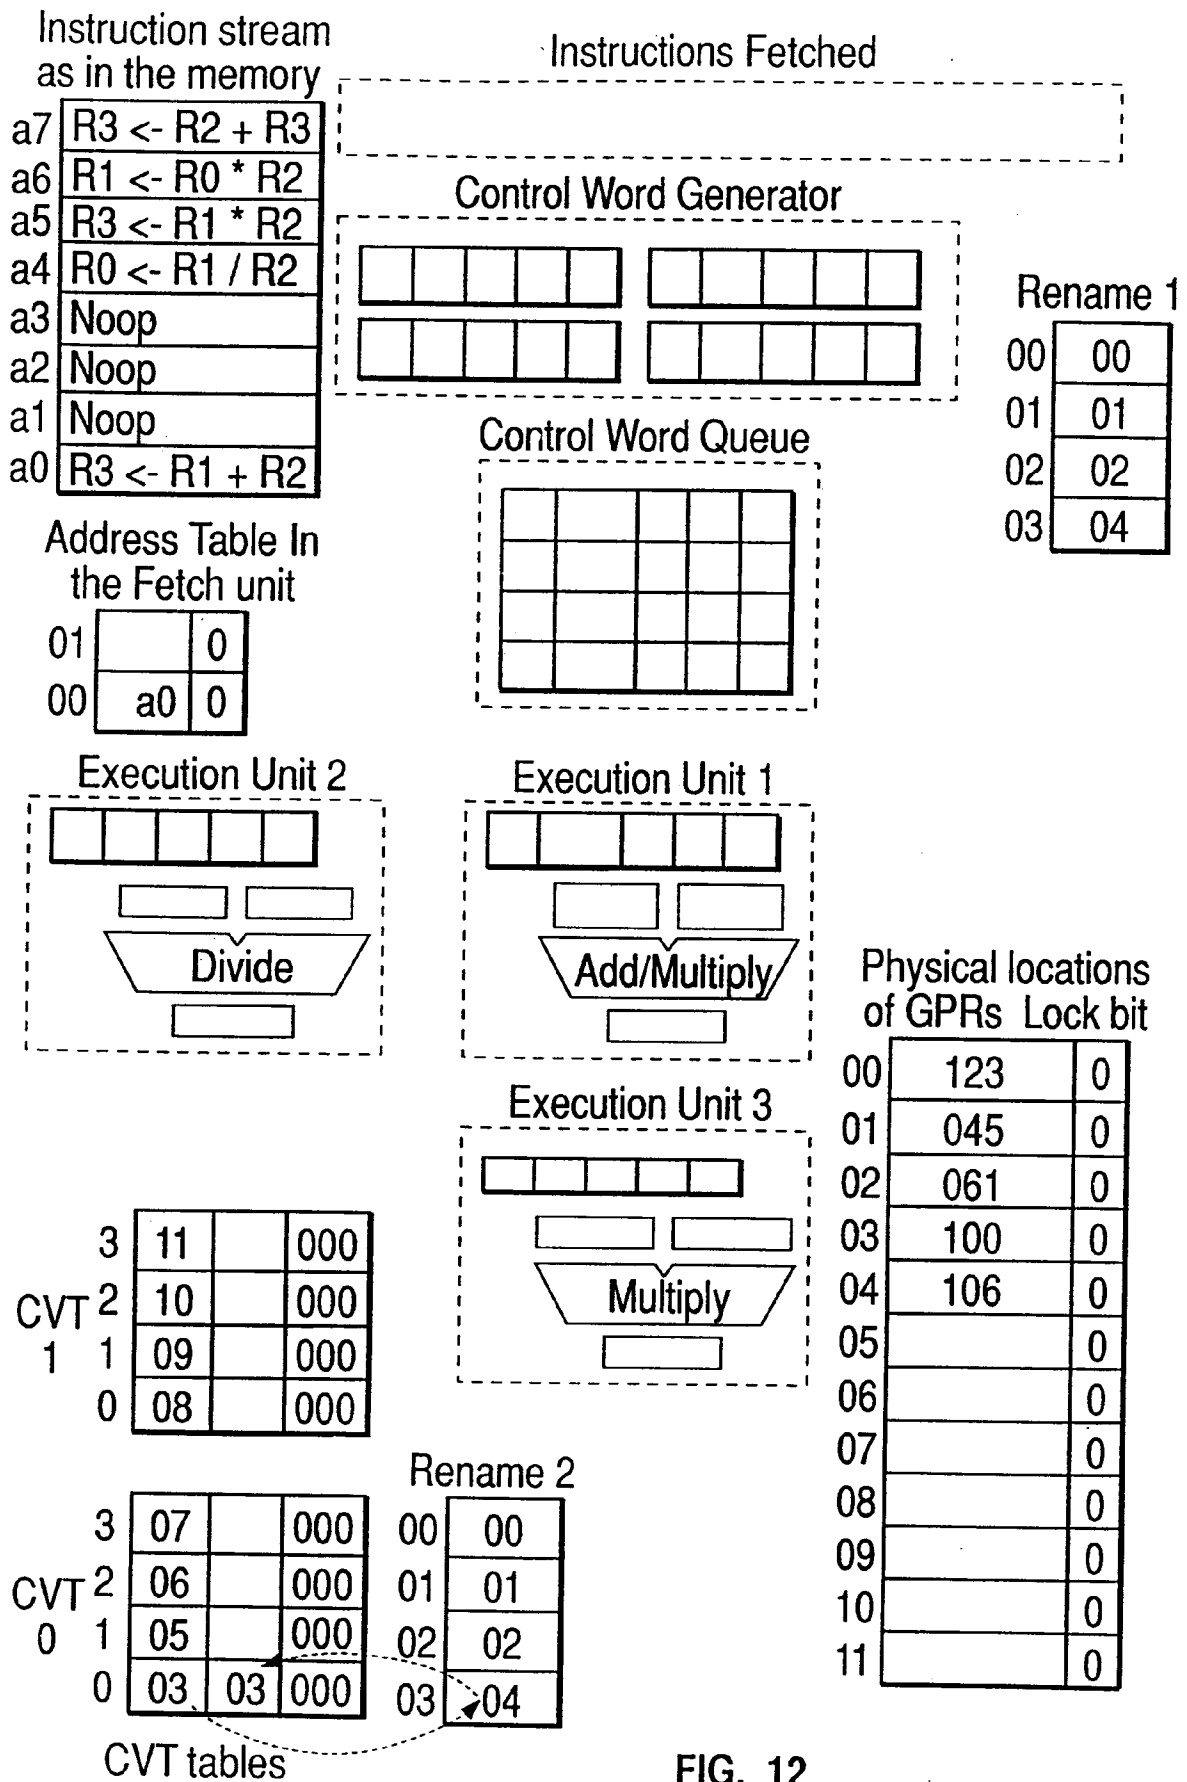 Instruction stream
as in the memory
a7 R3 <- R2 + R3
a6 R1 <- R0 * R2
a5 R3 <- R1 * R2
a4 R0 <- R1 / R2
a3 Noop
a2 Noop
a1 Noop
a0 R3 <- R1 + R2
Instructions Fetched
Control Word Generator
Rename 1
00 00
01 01
02 02
03 04
Control Word Queue
Address Table In
the Fetch unit
01 0
00 a0 0
Execution Unit 2
Divide
Execution Unit 1
Add/Multiply
Execution Unit 3
Multiply
Physical locations
of GPRs Lock bit
00 123 0
01 045 0
02 061 0
03 100 0
04 106 0
05 0
06 0
07 0
08 0
09 0
10 0
11 0
CVT
1
3 11 000
2 10 000
1 09 000
0 08 000
CVT
0
3 07 000
2 06 000
1 05 000
0 03 03 000
CVT tables
Rename 2
00 00
01 01
02 02
03 04
FIG. 12